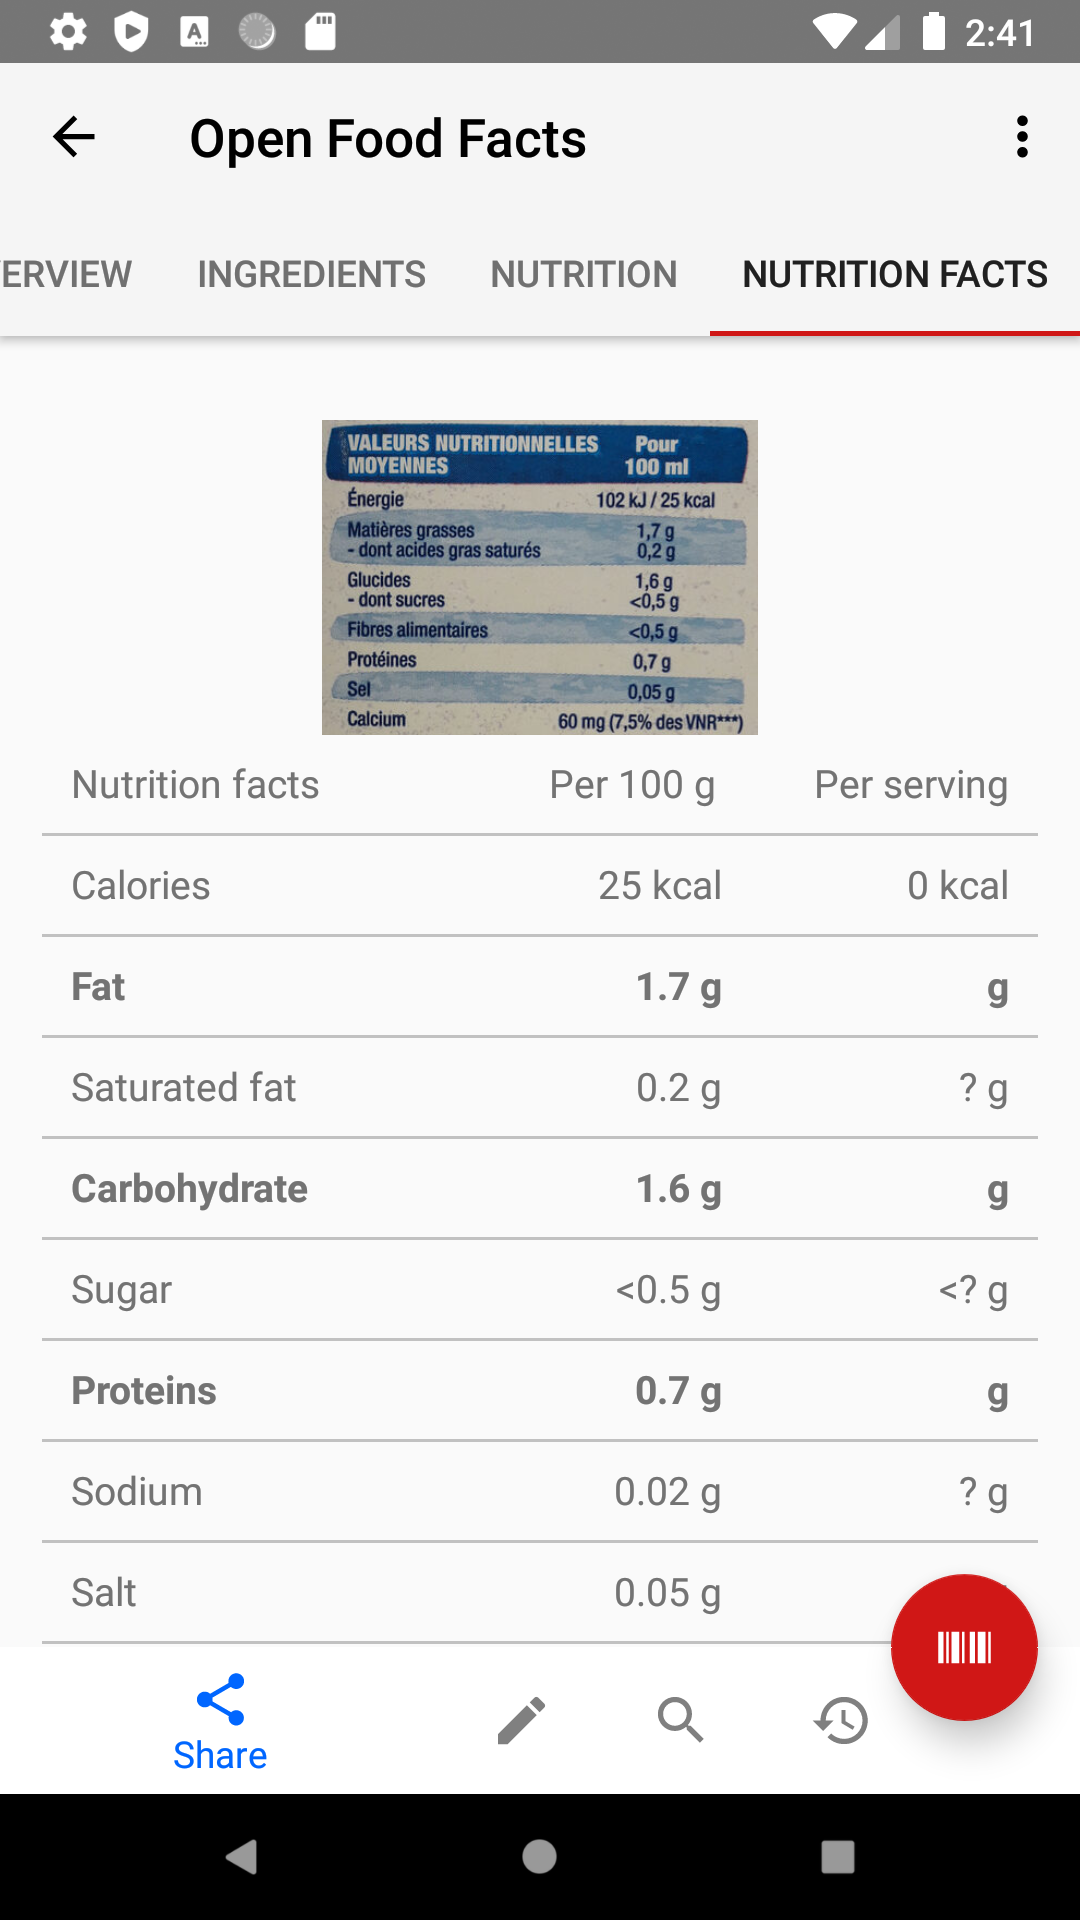 2:41
Open Food Facts
ERVIEW INGREDIENTS NUTRITION NUTRITION FACTS
VALEURS NUTRITIONNELLES MOYENNES Pour 100 ml
Énergie 102 kJ / 25 kcal
Matières grasses 1,7 g
- dont acides gras saturés 0,2 g
Glucides 1,6 g
- dont sucres <0,5 g
Fibres alimentaires <0,5 g
Protéines 0,7 g
Sel 0,05 g
Calcium 60 mg (7,5% des VNR***)
Nutrition facts Per 100 g Per serving
Calories 25 kcal 0 kcal
Fat 1.7 g g
Saturated fat 0.2 g ? g
Carbohydrate 1.6 g g
Sugar <0.5 g <? g
Proteins 0.7 g g
Sodium 0.02 g ? g
Salt 0.05 g
Share